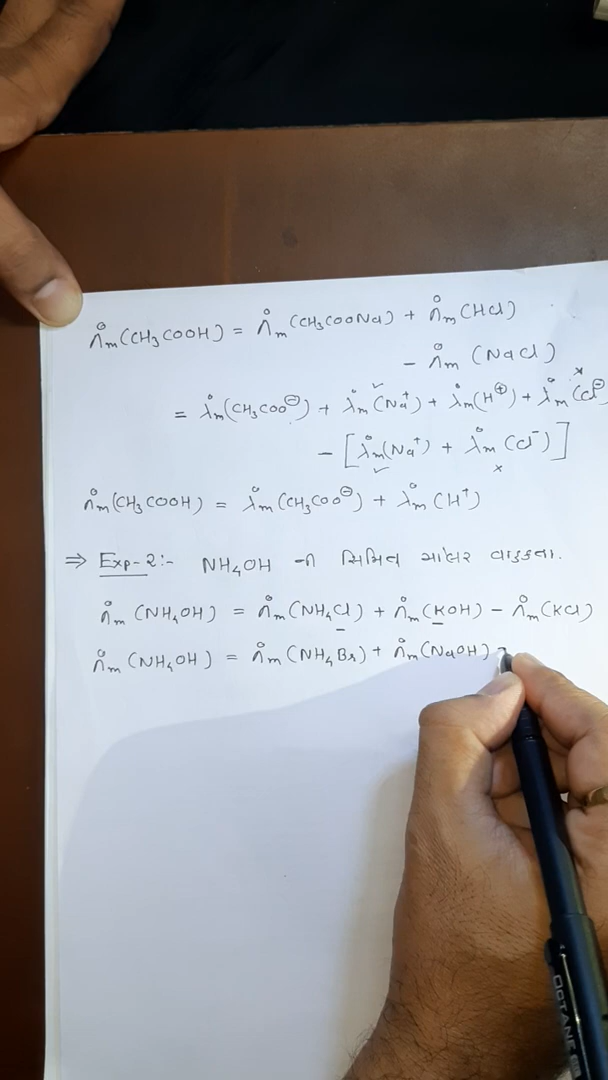 Λ°m (CH₃COOH) = Λ°m (CH₃COONa) + Λ°m (HCl)
– Λ°m (NaCl)
= λ°m (CH₃COO⊖) + λ°m (Na⁺) + λ°m (H⊕) + λ°m (Cl⊖
– [λ°m (Na⁺) + λ°m (Cl⁻)]
Λ°m (CH₃COOH) = λ°m (CH₃COO⊖) + λ°m (H⁺)
⇒ Exp-2:- NH₄OH ની સિમિત મોલર વાહકતા.
Λ°m (NH₄OH) = Λ°m (NH₄Cl) + Λ°m (KOH) – Λ°m (KCl)
Λ°m (NH₄OH) = Λ°m (NH₄Br) + Λ°m (NaOH) -
OCTANE